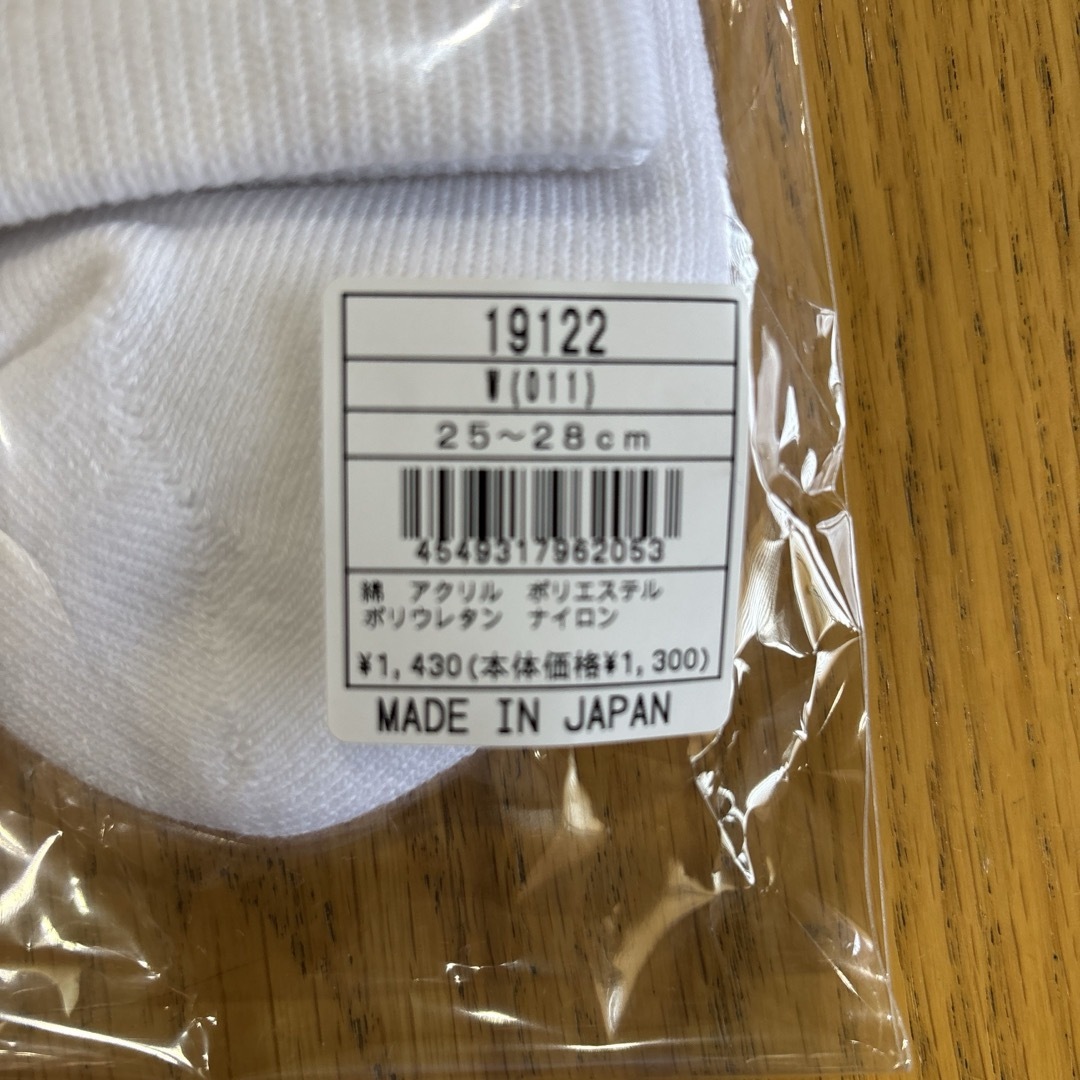 19122
W(011)
25～28cm
4549317962053
綿　アクリル　ポリエステル
ポリウレタン　ナイロン
¥1,430(本体価格¥1,300)
MADE IN JAPAN